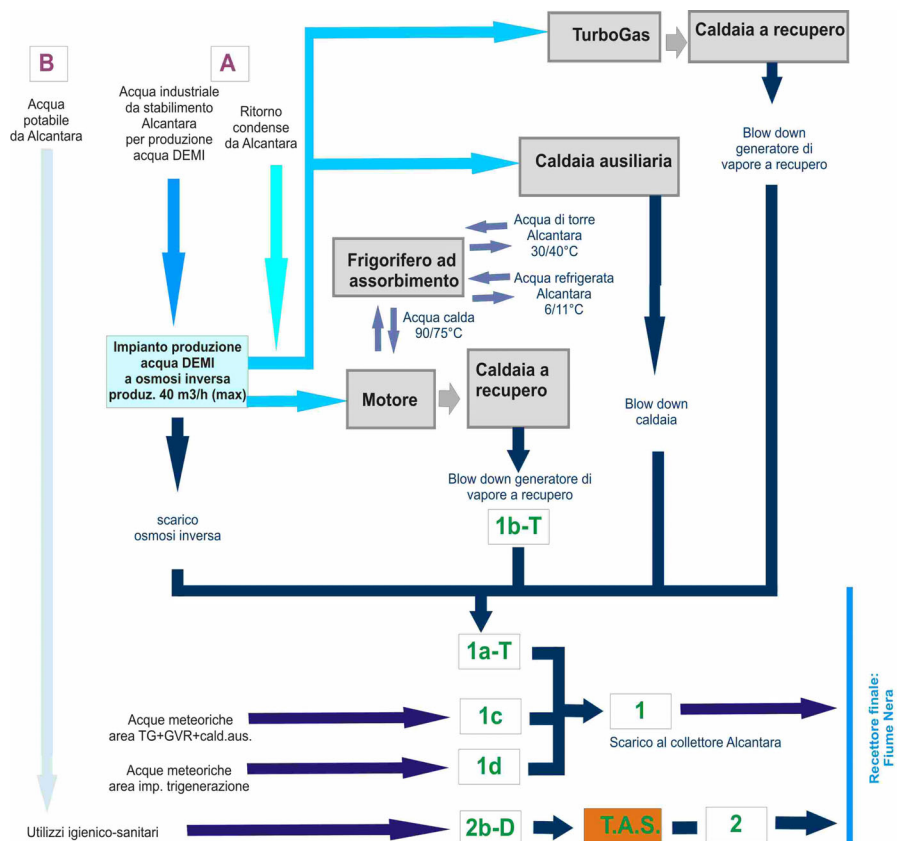 B
Acqua
potabile
da Alcantara
A
Acqua industriale
da stabilimento
Alcantara
per produzione
acqua DEMI
Ritorno
condense
da Alcantara
TurboGas
Caldaia a recupero
Blow down
generatore di
vapore a recupero
Caldaia ausiliaria
Acqua di torre
Alcantara
30/40°C
Frigorifero ad
assorbimento
Acqua refrigerata
Alcantara
6/11°C
Acqua calda
90/75°C
Impianto produzione
acqua DEMI
a osmosi inversa
produz. 40 m3/h (max)
Motore
Caldaia a
recupero
Blow down
caldaia
Blow down generatore di
vapore a recupero
1b-T
scarico
osmosi inversa
1a-T
Acque meteoriche
area TG+GVR+cald.aus.
1c
1
Scarico al collettore Alcantara
Acque meteoriche
area imp. trigenerazione
1d
Utilizzi igienico-sanitari
2b-D
T.A.S.
2
Recettore finale:
Fiume Nera